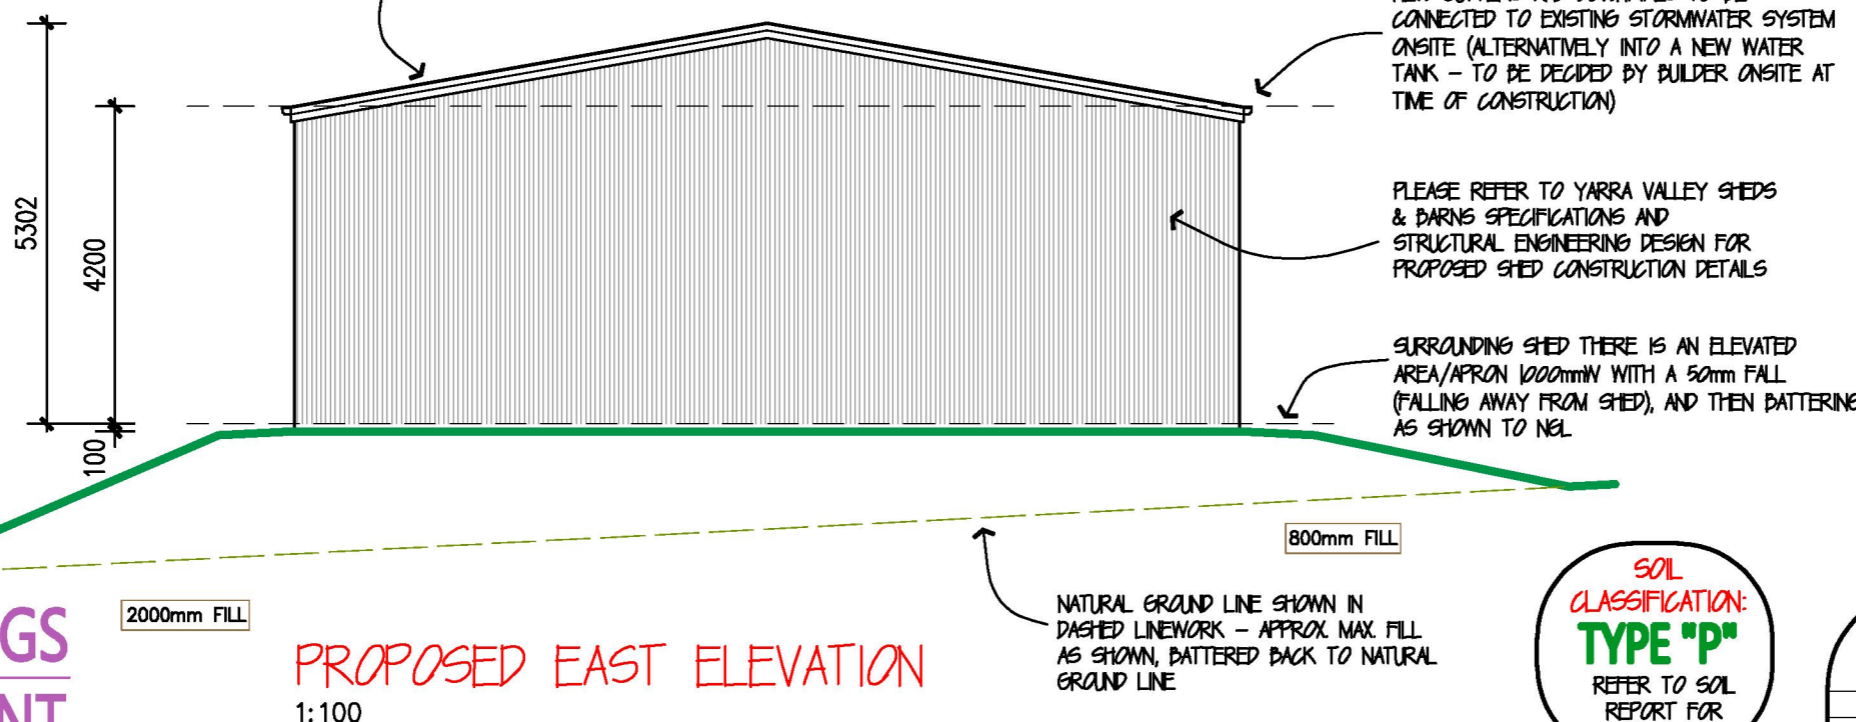 CONNECTED TO EXISTING STORMWATER SYSTEM
ONSITE (ALTERNATIVELY INTO A NEW WATER
TANK - TO BE DECIDED BY BUILDER ONSITE AT
TIME OF CONSTRUCTION)
5302
4200
100
PLEASE REFER TO YARRA VALLEY SHEDS
& BARNS SPECIFICATIONS AND
STRUCTURAL ENGINEERING DESIGN FOR
PROPOSED SHED CONSTRUCTION DETAILS
SURROUNDING SHED THERE IS AN ELEVATED
AREA/APRON 1000mmW WITH A 50mm FALL
(FALLING AWAY FROM SHED), AND THEN BATTERING
AS SHOWN TO NGL
800mm FILL
2000mm FILL
NATURAL GROUND LINE SHOWN IN
DASHED LINEWORK - APPROX. MAX. FILL
AS SHOWN, BATTERED BACK TO NATURAL
GROUND LINE
GS
NT
PROPOSED EAST ELEVATION
1:100
SOIL
CLASSIFICATION:
TYPE "P"
REFER TO SOIL
REPORT FOR